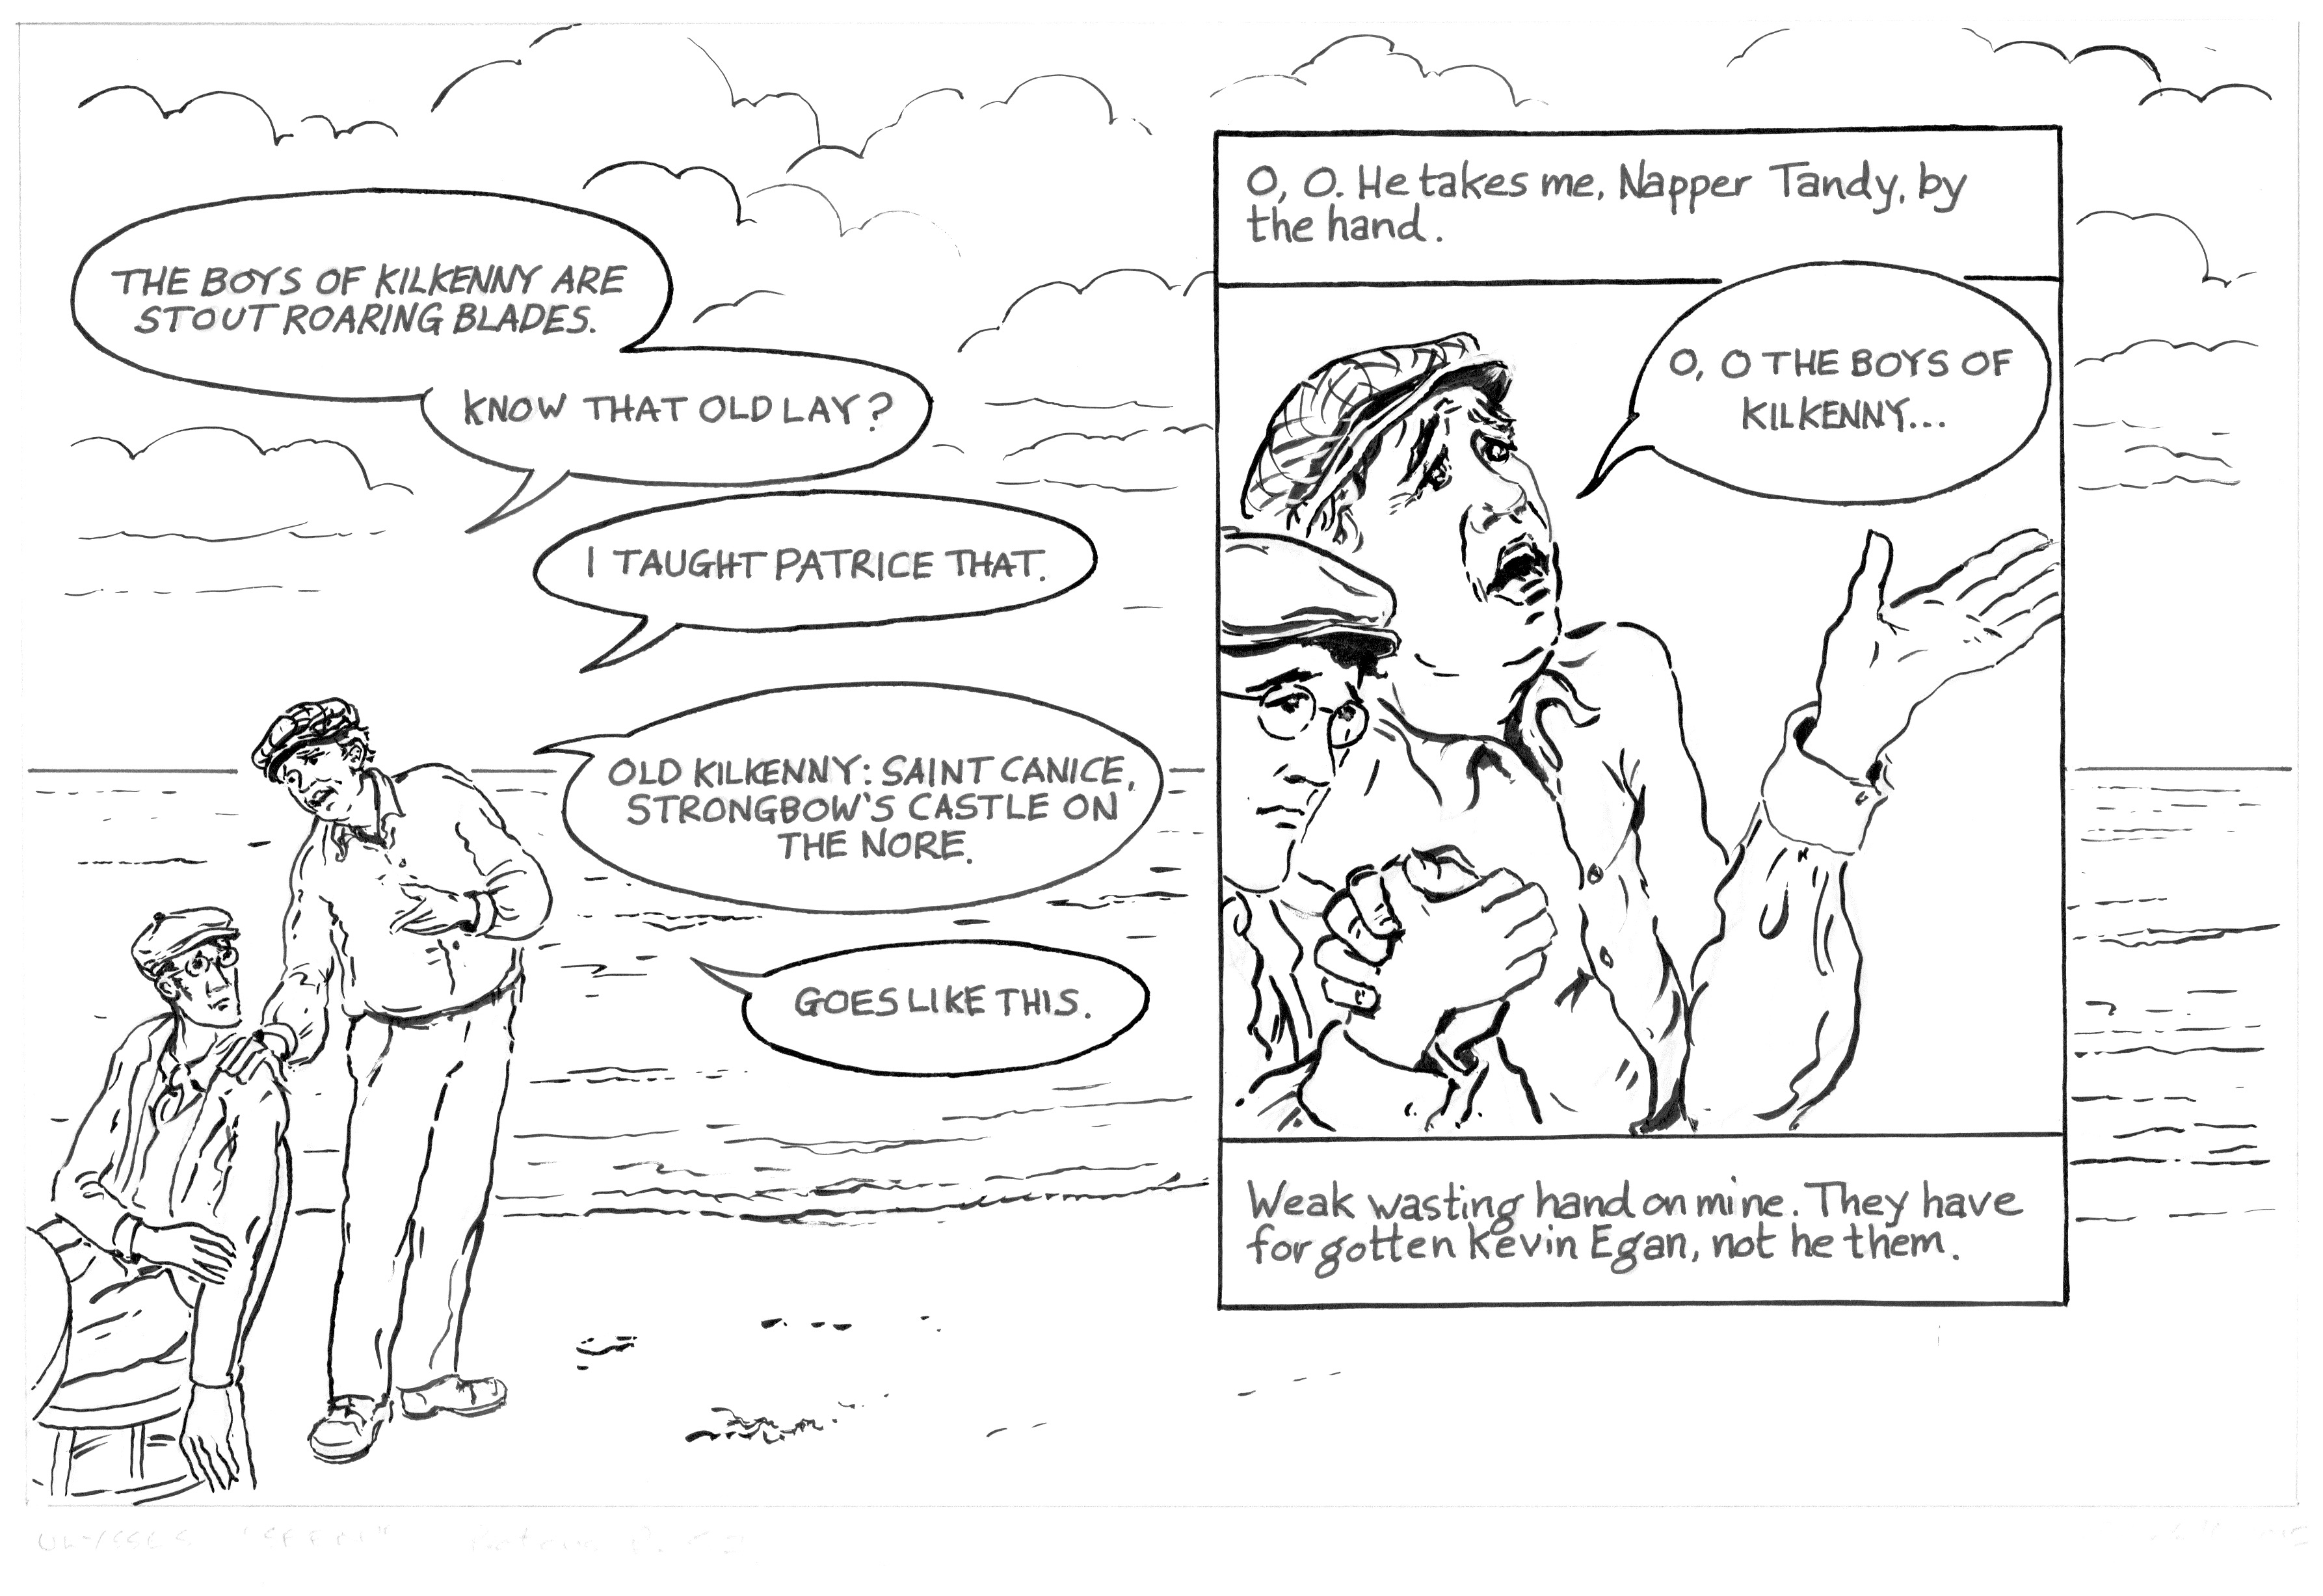 THE BOYS OF KILKENNY ARE
STOUT ROARING BLADES.
KNOW THAT OLD LAY?
I TAUGHT PATRICE THAT.
OLD KILKENNY: SAINT CANICE,
STRONGBOW'S CASTLE ON
THE NORE.
GOES LIKE THIS.
O, O. He takes me, Napper Tandy, by
the hand.
O, O THE BOYS OF
KILKENNY...
Weak wasting hand on mine. They have
forgotten Kevin Egan, not he them.
ULYSSES